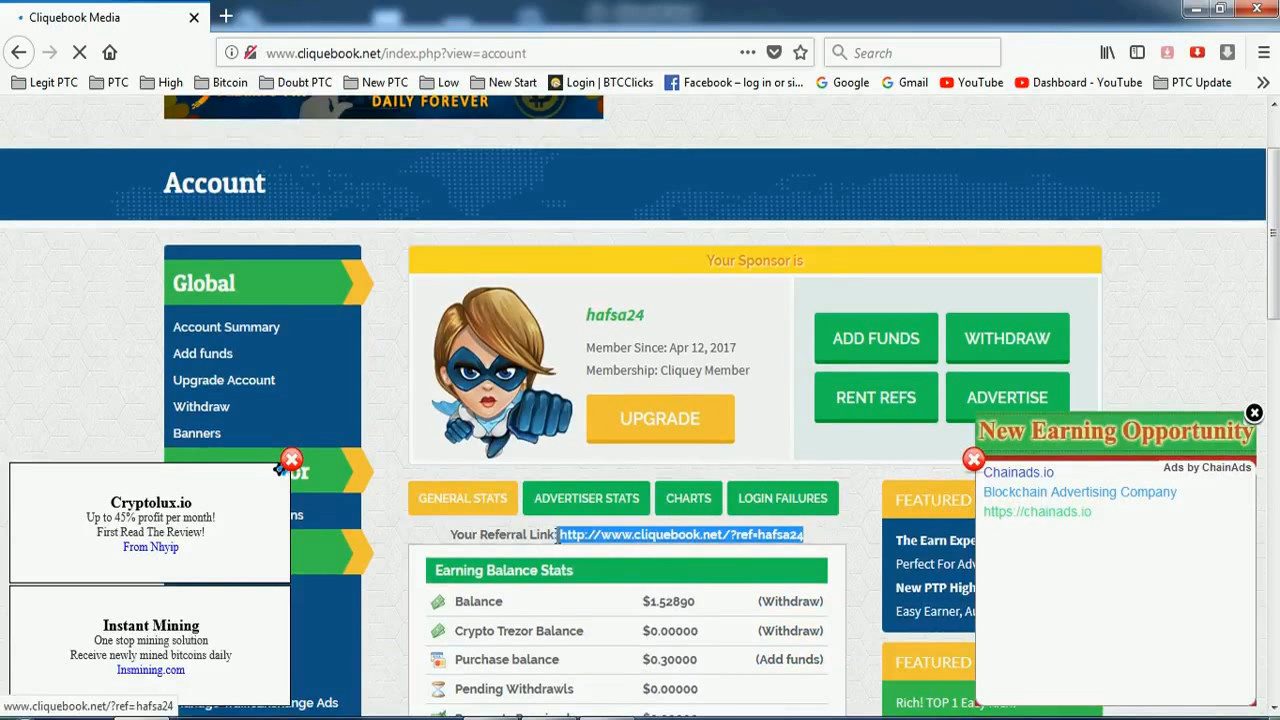 Cliquebook Media
www.cliquebook.net/index.php?view=account
Search
Legit PTC
PTC
High
Bitcoin
Doubt PTC
New PTC
Low
New Start
Login | BTCClicks
Facebook – log in or si...
Google
Gmail
YouTube
Dashboard - YouTube
PTC Update
DAILY FOREVER
Account
Global
Account Summary
Add funds
Upgrade Account
Withdraw
Banners
Your Sponsor is
hafsa24
Member Since: Apr 12, 2017
Membership: Cliquey Member
UPGRADE
ADD FUNDS
WITHDRAW
RENT REFS
ADVERTISE
GENERAL STATS
ADVERTISER STATS
CHARTS
LOGIN FAILURES
Your Referral Link: http://www.cliquebook.net/?ref=hafsa24
Earning Balance Stats
Balance $1.52890 (Withdraw)
Crypto Trezor Balance $0.00000 (Withdraw)
Purchase balance $0.30000 (Add funds)
Pending Withdrawls $0.00000
FEATURED
The Earn Expe
Perfect For Adv
New PTP High
Easy Earner, Au
FEATURED
Rich! TOP 1
New Earning Opportunity
Ads by ChainAds
Chainads.io
Blockchain Advertising Company
https://chainads.io
Cryptolux.io
Up to 45% profit per month!
First Read The Review!
From Nhyip
Instant Mining
One stop mining solution
Receive newly mined bitcoins daily
Insmining.com
www.cliquebook.net/?ref=hafsa24